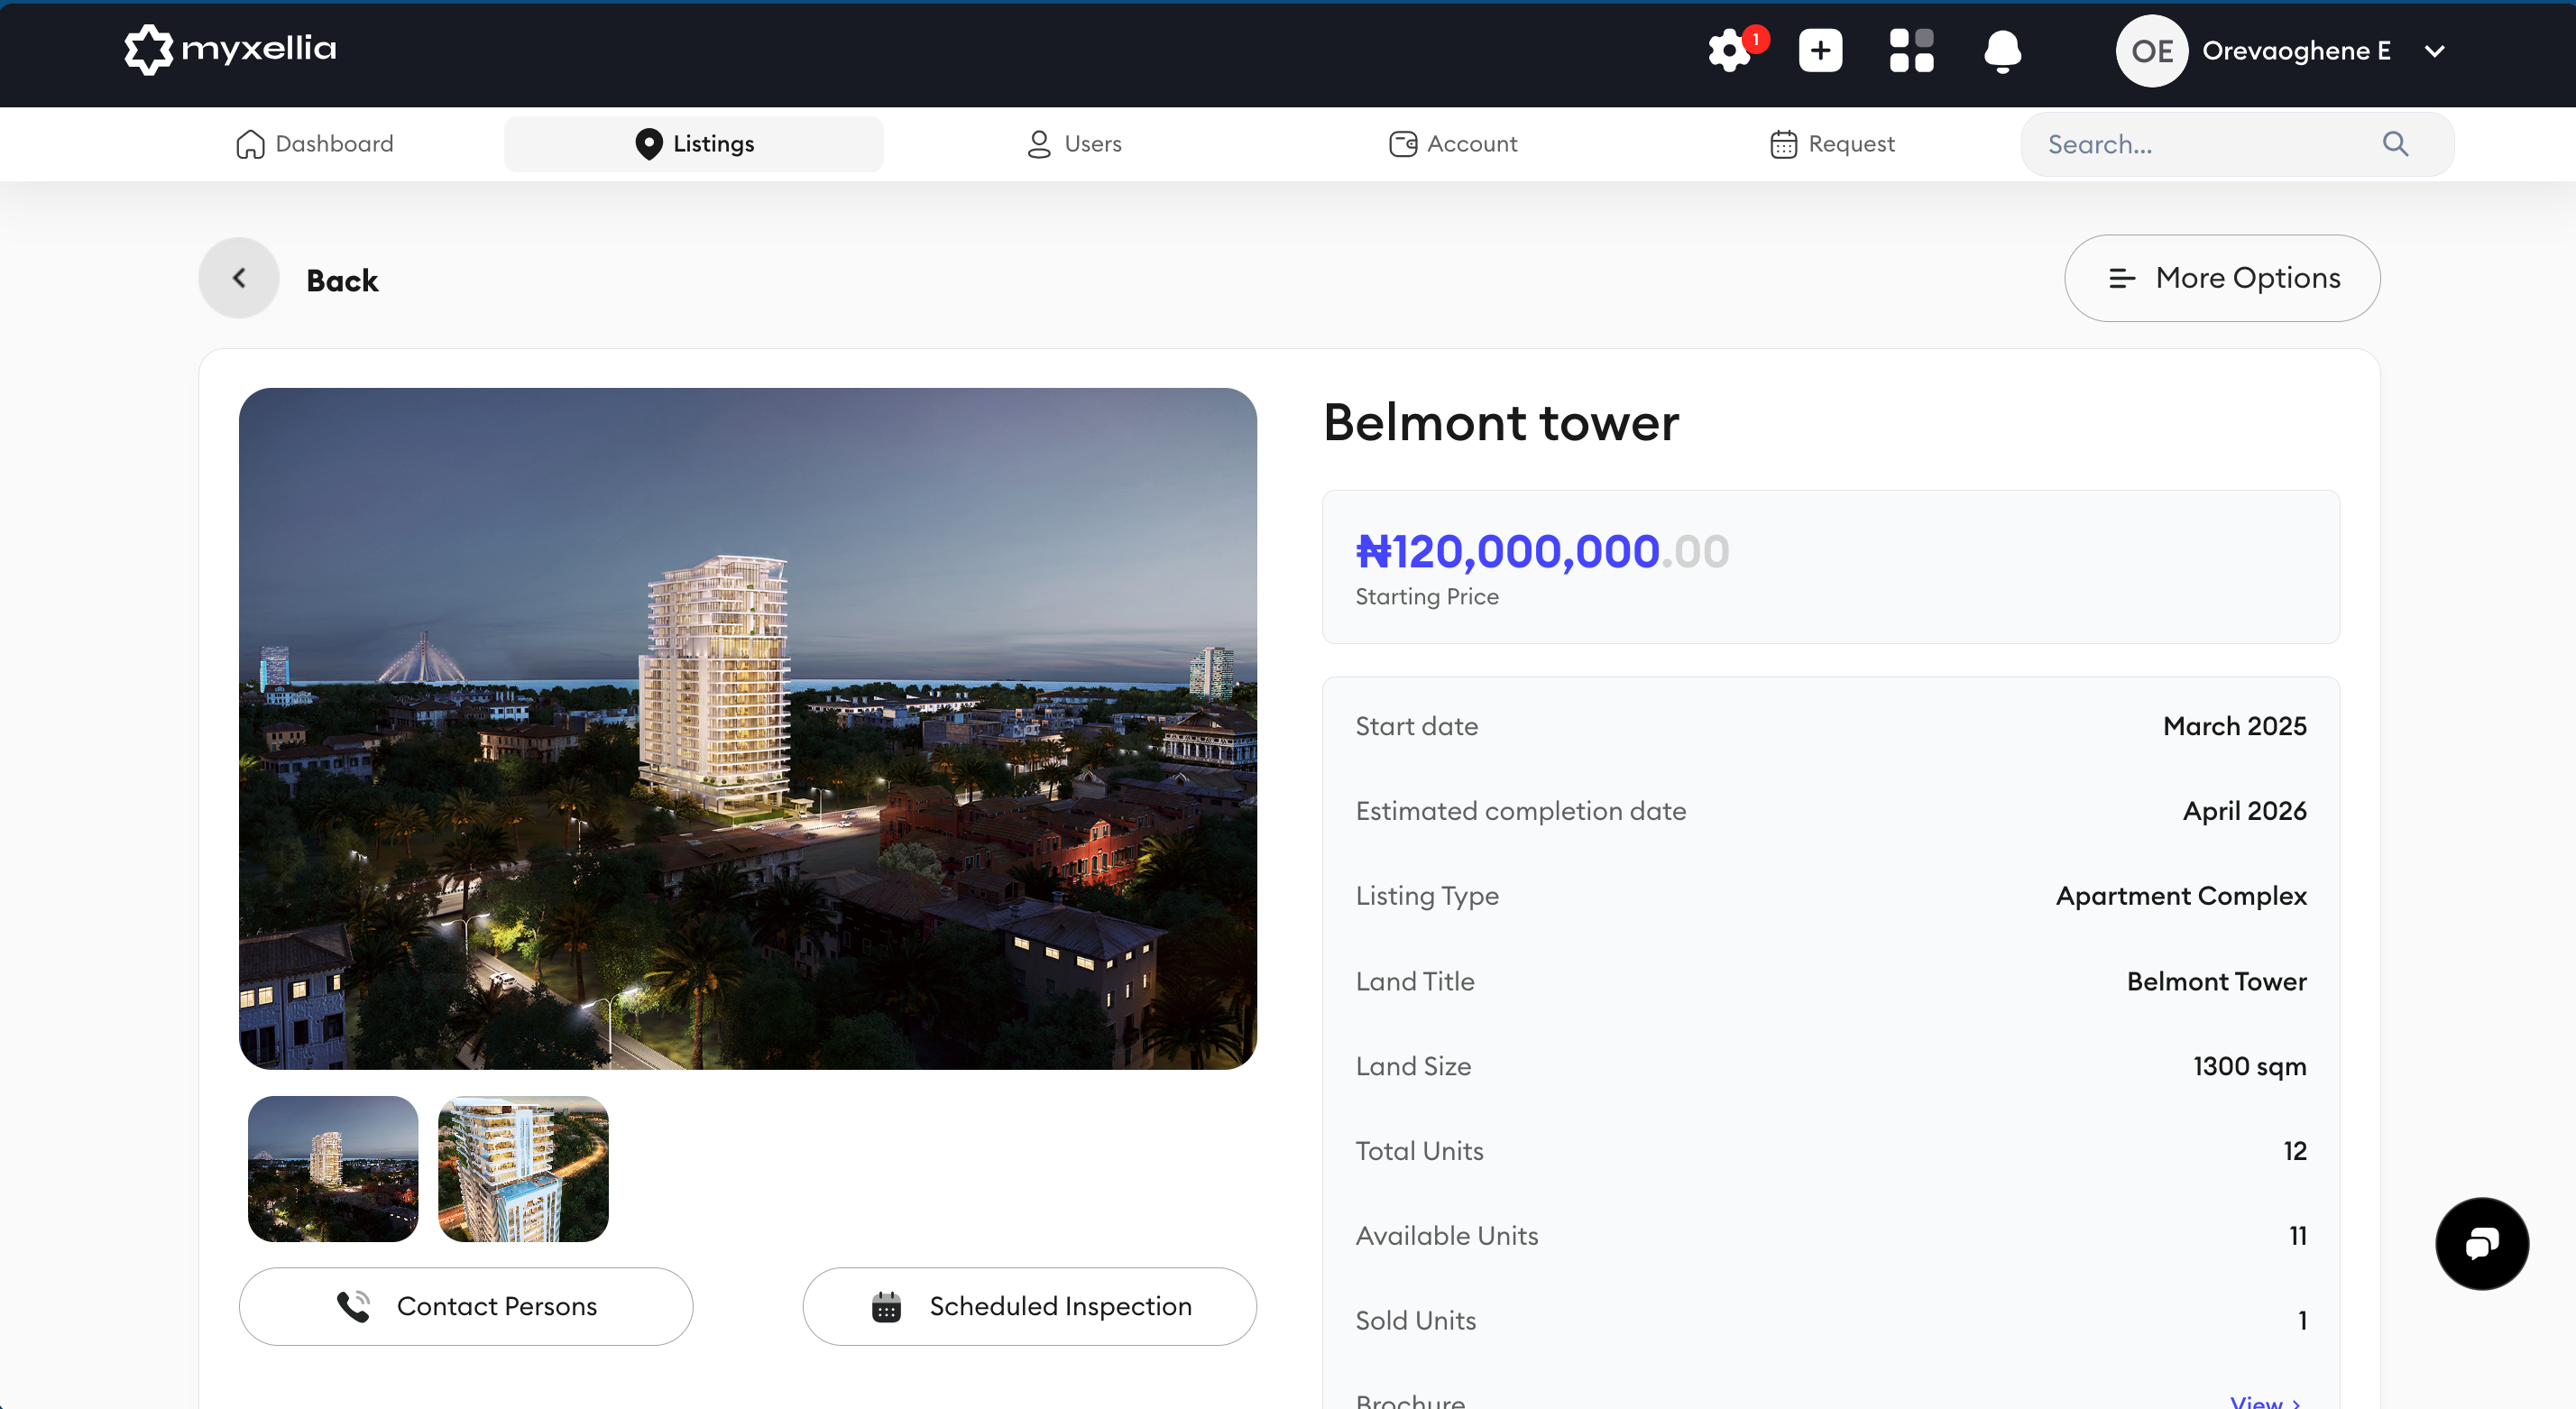 myxellia
1
OE
Orevaoghene E
Dashboard
Listings
Users
Account
Request
Search...
Back
More Options
Belmont tower
₦120,000,000.00
Starting Price
Start date March 2025
Estimated completion date April 2026
Listing Type Apartment Complex
Land Title Belmont Tower
Land Size 1300 sqm
Total Units 12
Available Units 11
Sold Units 1
Brochure View >
Contact Persons
Scheduled Inspection